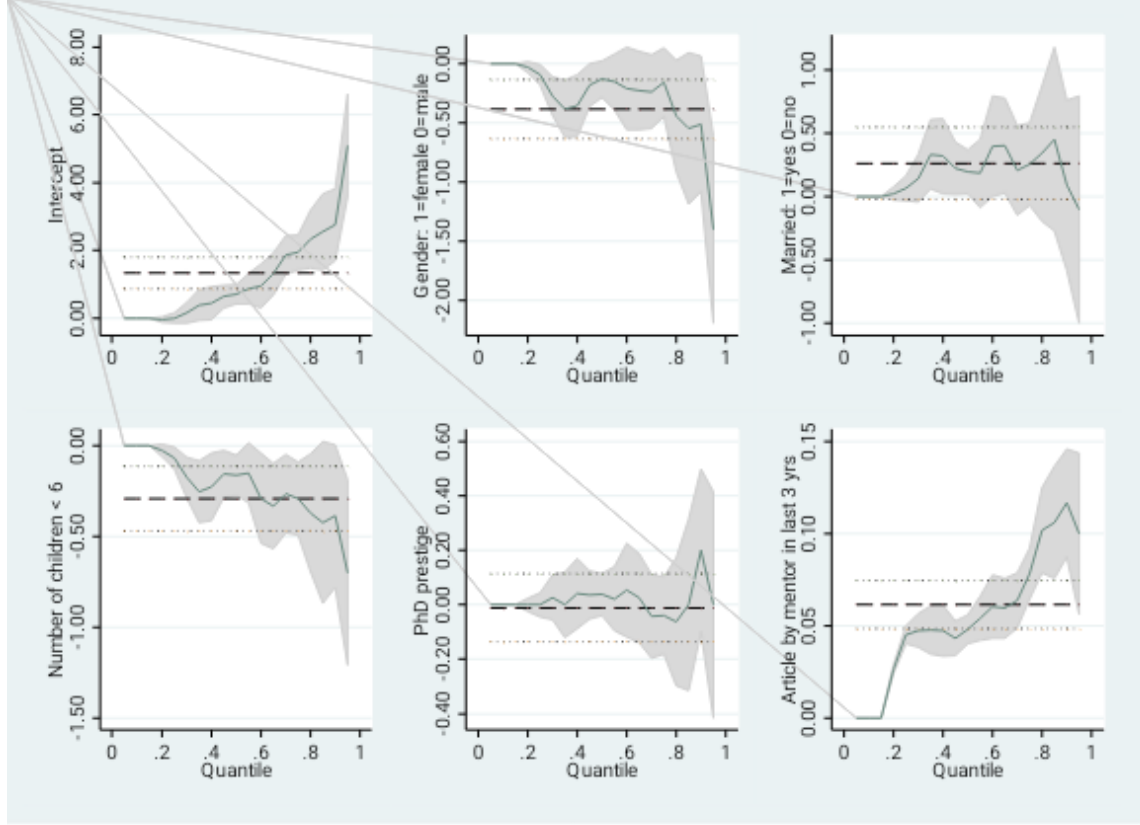 Intercept
8.00
6.00
4.00
2.00
0.00
0 .2 .4 .6 .8 1
Quantile
Gender: 1=female 0=male
0.00
-0.50
-1.00
-1.50
-2.00
0 .2 .4 .6 .8 1
Quantile
Married: 1=yes 0=no
1.00
0.50
0.00
-0.50
-1.00
0 .2 .4 .6 .8 1
Quantile
Number of children < 6
0.00
-0.50
-1.00
-1.50
0 .2 .4 .6 .8 1
Quantile
PhD prestige
0.60
0.40
0.20
0.00
-0.20
-0.40
0 .2 .4 .6 .8 1
Quantile
Article by mentor in last 3 yrs
0.15
0.10
0.05
0.00
0 .2 .4 .6 .8 1
Quantile